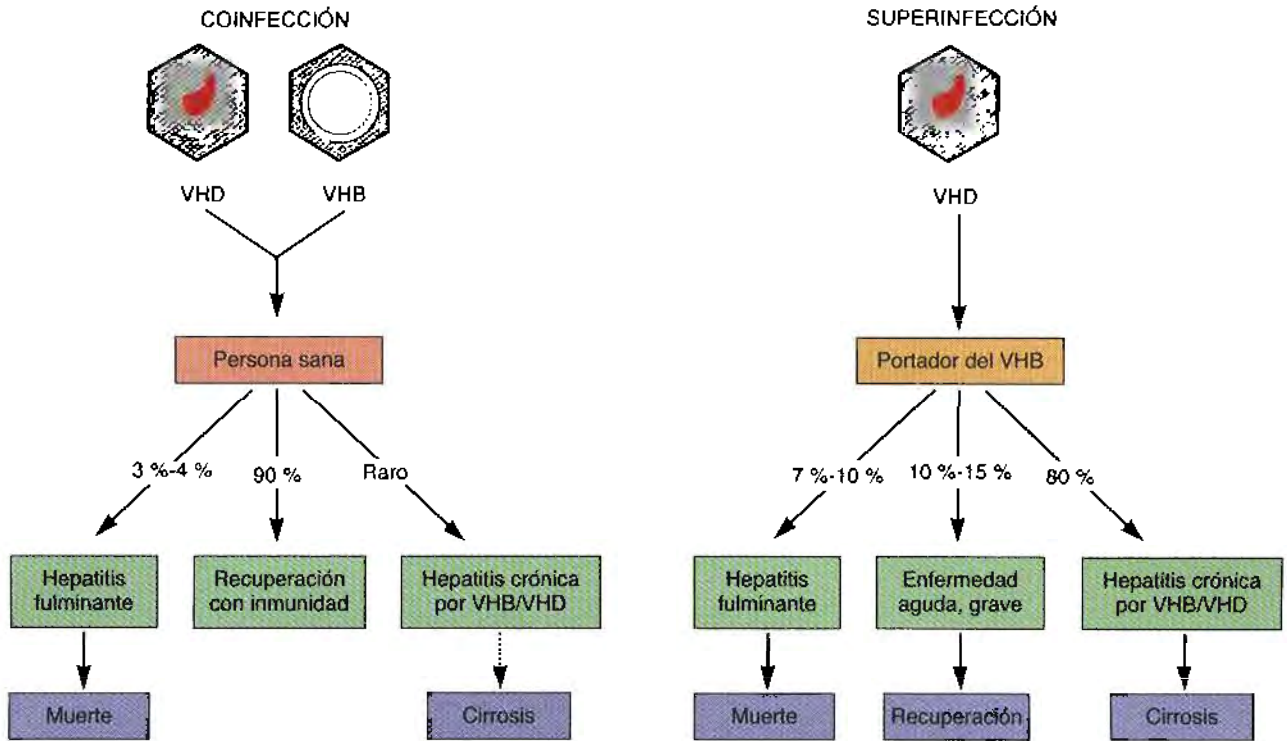 COINFECCIÓN
VHD
VHB
Persona sana
3 %-4 %
90 %
Raro
Hepatitis
fulminante
Recuperación
con inmunidad
Hepatitis crónica
por VHB/VHD
Muerte
Cirrosis
SUPERINFECCIÓN
VHD
Portador del VHB
7 %-10 %
10 %-15 %
80 %
Hepatitis
fulminante
Enfermedad
aguda, grave
Hepatitis crónica
por VHB/VHD
Muerte
Recuperación
Cirrosis